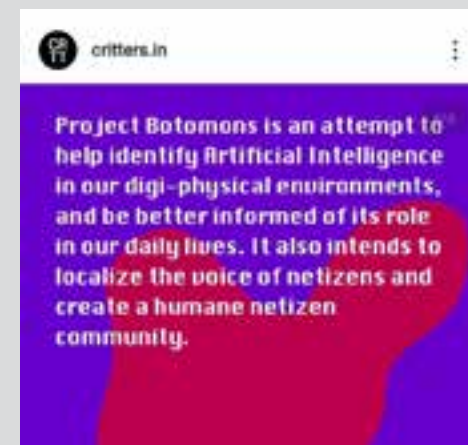 critters.in
Project Botomons is an attempt to
help identify Artificial Intelligence
in our digi-physical environments,
and be better informed of its role
in our daily lives. It also intends to
localize the voice of netizens and
create a humane netizen
community.